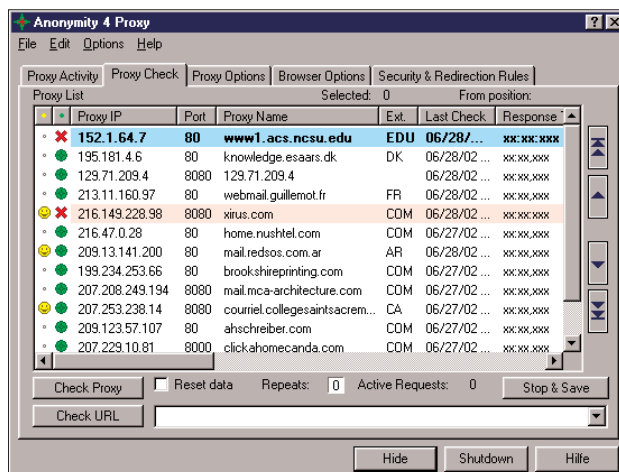 Anonymity 4 Proxy
File Edit Options Help
Proxy Activity Proxy Check Proxy Options Browser Options Security & Redirection Rules
Proxy List Selected: 0 From position:
Proxy IP Port Proxy Name Ext. Last Check Response
152.1.64.7 80 www1.acs.ncsu.edu EDU 06/28/... xx:xx:xxx
195.181.4.6 80 knowledge.esaars.dk DK 06/28/02 ... xx:xx,xxx
129.71.209.4 8080 129.71.209.4 06/28/02 ... xx:xx,xxx
213.11.160.97 80 webmail.guillemot.fr FR 06/28/02 ... xx:xx,xxx
216.149.228.98 8080 xirus.com COM 06/28/02 ... xx:xx,xxx
216.47.0.28 80 home.nushtel.com COM 06/27/02 ... xx:xx,xxx
209.13.141.200 80 mail.redsos.com.ar AR 06/28/02 ... xx:xx,xxx
199.234.253.66 80 brookshireprinting.com COM 06/27/02 ... xx:xx,xxx
207.208.249.194 8080 mail.mca-architecture.com COM 06/27/02 ... xx:xx,xxx
207.253.238.14 8080 courriel.collegesaintsacrem... CA 06/27/02 ... xx:xx,xxx
209.123.57.107 80 ahschreiber.com COM 06/27/02 ... xx:xx,xxx
207.229.10.81 8000 clickahomecanda.com COM 06/27/02 ... xx:xx,xxx
Check Proxy Reset data Repeats: 0 Active Requests: 0 Stop & Save
Check URL
Hide Shutdown Hilfe